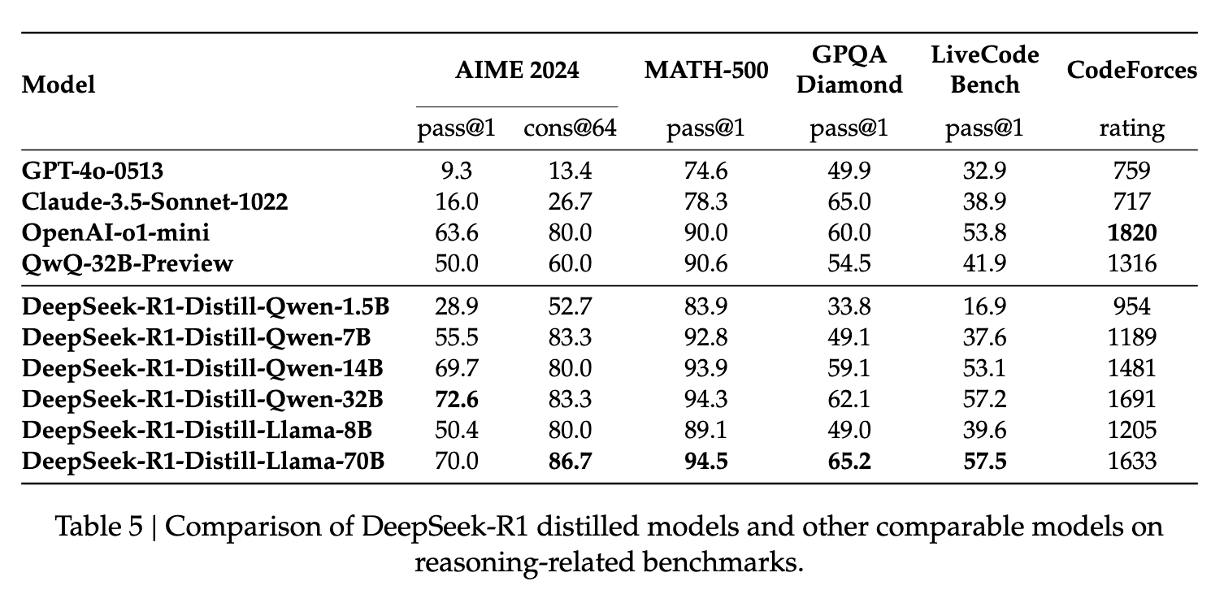 Model AIME 2024 MATH-500 GPQA Diamond LiveCode Bench CodeForces
pass@1 cons@64 pass@1 pass@1 pass@1 rating
GPT-4o-0513 9.3 13.4 74.6 49.9 32.9 759
Claude-3.5-Sonnet-1022 16.0 26.7 78.3 65.0 38.9 717
OpenAI-o1-mini 63.6 80.0 90.0 60.0 53.8 1820
QwQ-32B-Preview 50.0 60.0 90.6 54.5 41.9 1316
DeepSeek-R1-Distill-Qwen-1.5B 28.9 52.7 83.9 33.8 16.9 954
DeepSeek-R1-Distill-Qwen-7B 55.5 83.3 92.8 49.1 37.6 1189
DeepSeek-R1-Distill-Qwen-14B 69.7 80.0 93.9 59.1 53.1 1481
DeepSeek-R1-Distill-Qwen-32B 72.6 83.3 94.3 62.1 57.2 1691
DeepSeek-R1-Distill-Llama-8B 50.4 80.0 89.1 49.0 39.6 1205
DeepSeek-R1-Distill-Llama-70B 70.0 86.7 94.5 65.2 57.5 1633
Table 5 | Comparison of DeepSeek-R1 distilled models and other comparable models on
reasoning-related benchmarks.